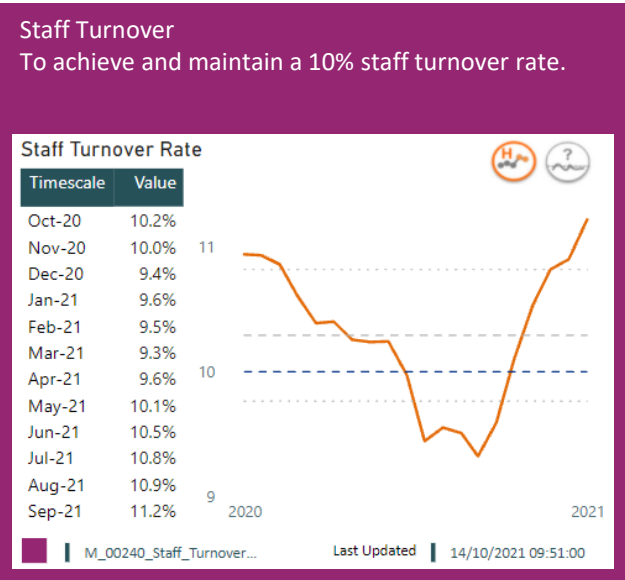 Staff Turnover
To achieve and maintain a 10% staff turnover rate.
Staff Turnover Rate
H
?
Timescale Value
Oct-20 10.2%
Nov-20 10.0%
Dec-20 9.4%
Jan-21 9.6%
Feb-21 9.5%
Mar-21 9.3%
Apr-21 9.6%
May-21 10.1%
Jun-21 10.5%
Jul-21 10.8%
Aug-21 10.9%
Sep-21 11.2%
11
10
9
2020 2021
M_00240_Staff_Turnover...
Last Updated 14/10/2021 09:51:00